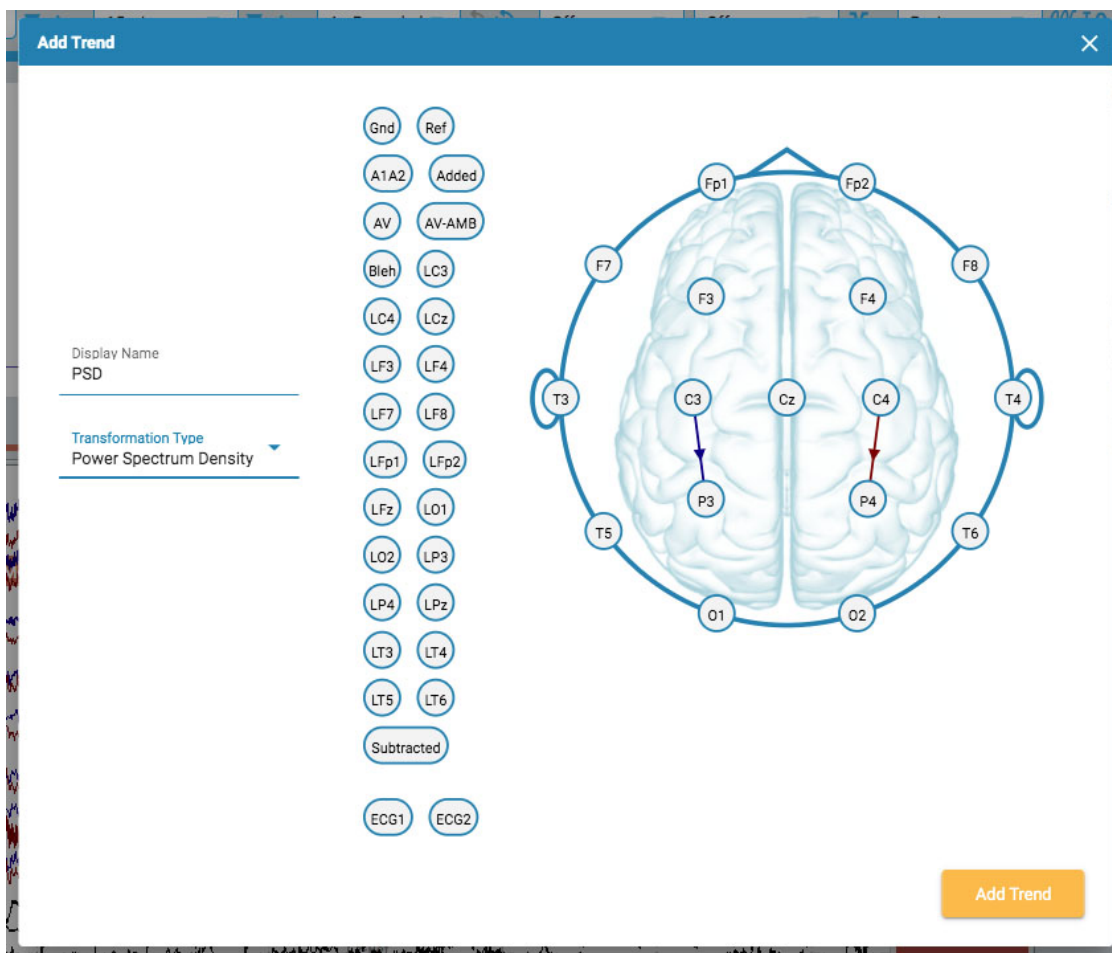 Add Trend
Gnd Ref
A1A2 Added
AV AV-AMB
Bleh LC3
LC4 LCz
LF3 LF4
LF7 LF8
LFp1 LFp2
LFz LO1
LO2 LP3
LP4 LPz
LT3 LT4
LT5 LT6
Subtracted
ECG1 ECG2
Display Name
PSD
Transformation Type
Power Spectrum Density
Fp1 Fp2
F7 F8
F3 F4
T3 C3 Cz C4 T4
P3 P4
T5 T6
O1 O2
Add Trend